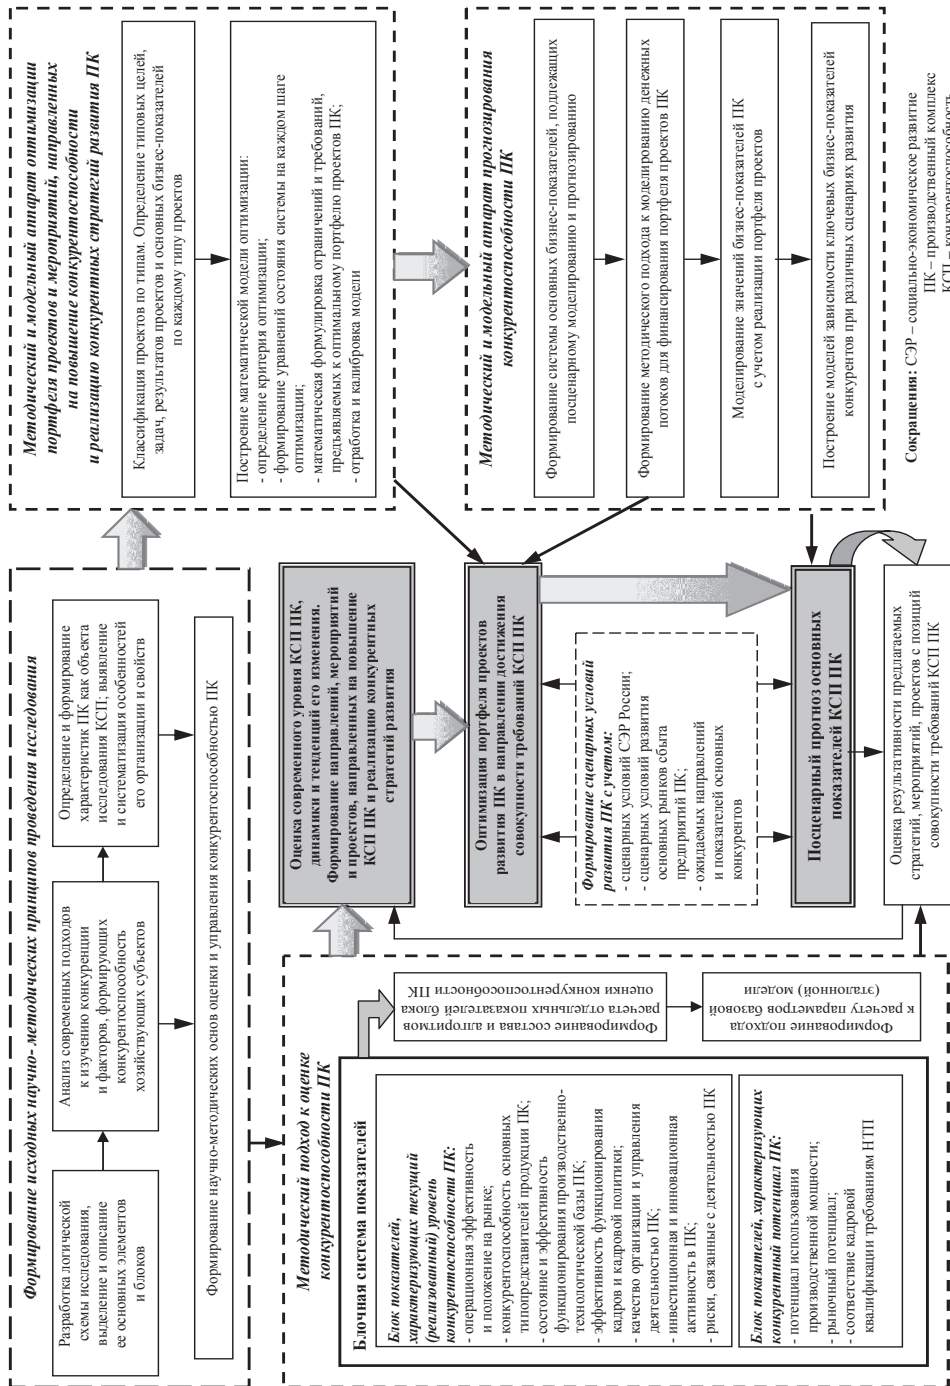 Формирование исходных научно- методических принципов проведения исследования
Разработка логической
схемы исследования,
выделение и описание
ее основных элементов
и блоков
Анализ современных подходов
к изучению конкуренции
и факторов, формирующих
конкурентоспособность
хозяйствующих субъектов
Определение и формирование
характеристик ПК как объекта
исследования КСП; выявление
и систематизация особенностей
его организации и свойств
Формирование научно-методических основ оценки и управления конкурентоспособностью ПК
Методический и модельный аппарат оптимизации
портфеля проектов и мероприятий, направленных
на повышение конкурентоспособности
и реализацию конкурентных стратегий развития ПК
Классификация проектов по типам. Определение типовых целей,
задач, результатов проектов и основных бизнес-показателей
по каждому типу проектов
Построение математической модели оптимизации:
- определение критерия оптимизации;
- формирование уравнений состояния системы на каждом шаге
оптимизации;
- математическая формулировка ограничений и требований,
предъявляемых к оптимальному портфелю проектов ПК;
- отработка и калибровка модели
Методический подход к оценке
конкурентоспособности ПК
Блочная система показателей
Блок показателей,
характеризующих текущий
(реализованный) уровень
конкурентоспособности ПК:
- операционная эффективность
и положение на рынке;
- конкурентоспособность основных
типопредставителей продукции ПК;
- состояние и эффективность
функционирования производственно-
технологической базы ПК;
- эффективность функционирования
кадров и кадровой политики;
- качество организации и управления
деятельностью ПК;
- инвестиционная и инновационная
активность в ПК;
- риски, связанные с деятельностью ПК
Блок показателей, характеризующих
конкурентный потенциал ПК:
- потенциал использования
производственной мощности;
- рыночный потенциал;
- соответствие кадровой
квалификации требованиям НТП
Формирование состава и алгоритмов
расчета отдельных показателей блока
оценки конкурентоспособности ПК
Формирование подхода
к расчету параметров базовой
(эталонной) модели
Оценка современного уровня КСП ПК,
динамики и тенденций его изменения.
Формирование направлений, мероприятий
и проектов, направленных на повышение
КСП ПК и реализацию конкурентных
стратегий развития
Оптимизация портфеля проектов
развития ПК в направлении достижения
совокупности требований КСП ПК
Формирование сценарных условий
развития ПК с учетом:
- сценарных условий СЭР России;
- сценарных условий развития
основных рынков сбыта
предприятий ПК;
- ожидаемых направлений
и показателей основных
конкурентов
Посценарный прогноз основных
показателей КСП ПК
Оценка результативности предлагаемых
стратегий, мероприятий, проектов с позиций
совокупности требований КСП ПК
Методический и модельный аппарат прогнозирования
конкурентоспособности ПК
Формирование системы основных бизнес-показателей, подлежащих
посценарному моделированию и прогнозированию
Формирование методического подхода к моделированию денежных
потоков для финансирования портфеля проектов ПК
Моделирование значений бизнес-показателей ПК
с учетом реализации портфеля проектов
Построение моделей зависимости ключевых бизнес-показателей
конкурентов при различных сценариях развития
Сокращения: СЭР – социально-экономическое развитие
ПК – производственный комплекс
КСП – конкурентоспособность